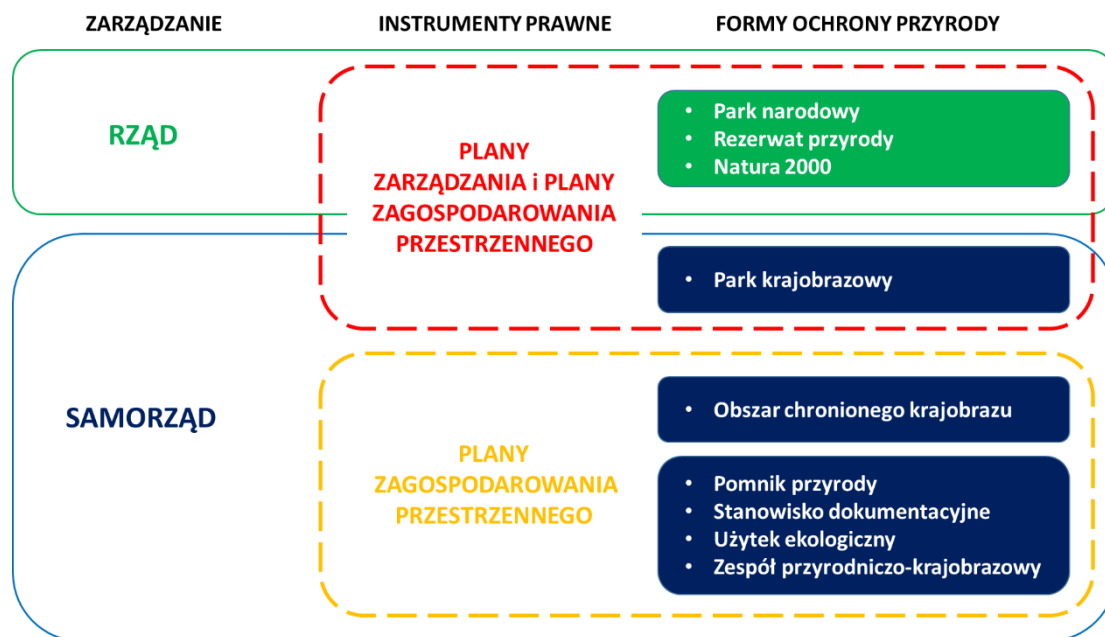 ZARZĄDZANIE
INSTRUMENTY PRAWNE
FORMY OCHRONY PRZYRODY
RZĄD
PLANY
ZARZĄDZANIA i PLANY
ZAGOSPODAROWANIA
PRZESTRZENNEGO
• Park narodowy
• Rezerwat przyrody
• Natura 2000
• Park krajobrazowy
SAMORZĄD
PLANY
ZAGOSPODAROWANIA
PRZESTRZENNEGO
• Obszar chronionego krajobrazu
• Pomnik przyrody
• Stanowisko dokumentacyjne
• Użytek ekologiczny
• Zespół przyrodniczo-krajobrazowy